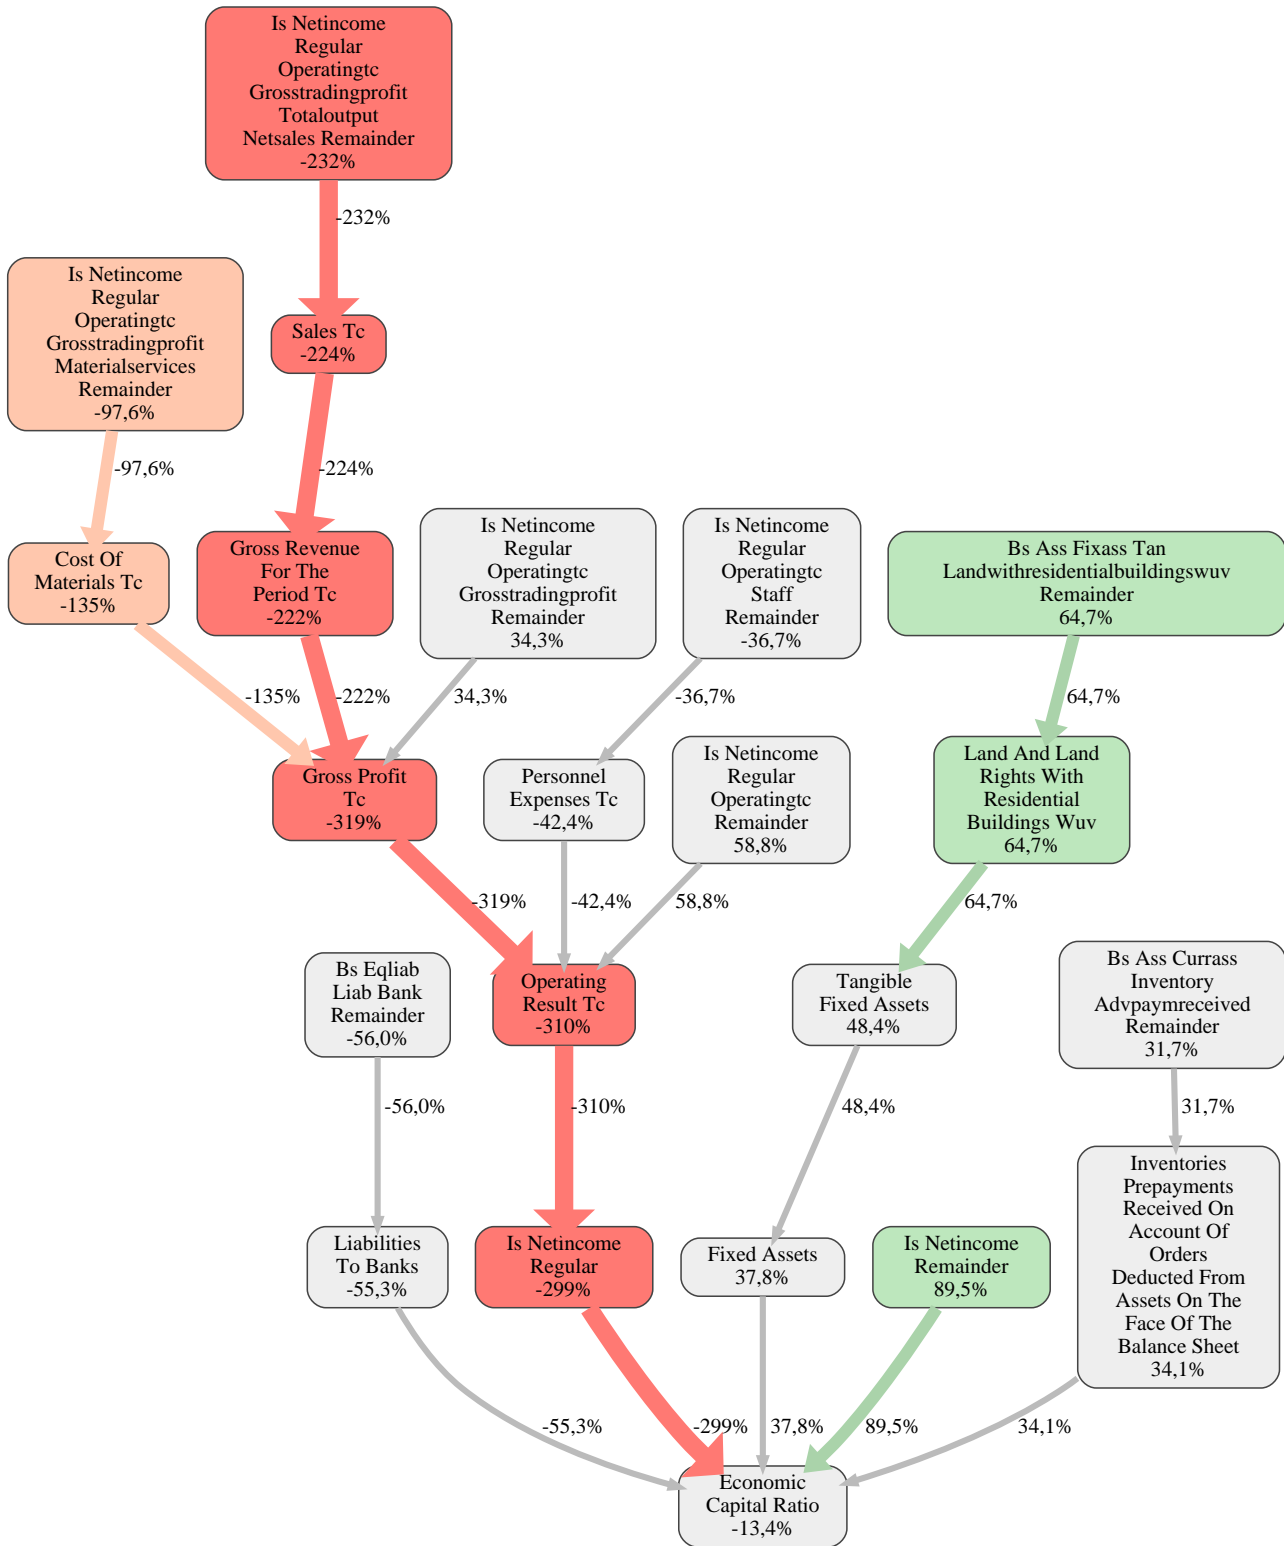 Is Netincome
Regular
Operatingtc
Grosstradingprofit
Totaloutput
Netsales Remainder
-232%
-232%
Is Netincome
Regular
Operatingtc
Grosstradingprofit
Materialservices
Remainder
-97,6%
Sales Tc
-224%
-97,6%
-224%
Cost Of
Materials Tc
-135%
Gross Revenue
For The
Period Tc
-222%
Is Netincome
Regular
Operatingtc
Grosstradingprofit
Remainder
34,3%
Is Netincome
Regular
Operatingtc
Staff
Remainder
-36,7%
Bs Ass Fixass Tan
Landwithresidentialbuildingswuv
Remainder
64,7%
-135%
-222%
34,3%
-36,7%
64,7%
Gross Profit
Tc
-319%
Personnel
Expenses Tc
-42,4%
Is Netincome
Regular
Operatingtc
Remainder
58,8%
Land And Land
Rights With
Residential
Buildings Wuv
64,7%
-319%
-42,4%
58,8%
64,7%
Bs Eqliab
Liab Bank
Remainder
-56,0%
Operating
Result Tc
-310%
Tangible
Fixed Assets
48,4%
Bs Ass Currass
Inventory
Advpaymreceived
Remainder
31,7%
-56,0%
-310%
48,4%
31,7%
Liabilities
To Banks
-55,3%
Is Netincome
Regular
-299%
Fixed Assets
37,8%
Is Netincome
Remainder
89,5%
Inventories
Prepayments
Received On
Account Of
Orders
Deducted From
Assets On The
Face Of The
Balance Sheet
34,1%
-55,3%
-299%
37,8%
89,5%
34,1%
Economic
Capital Ratio
-13,4%